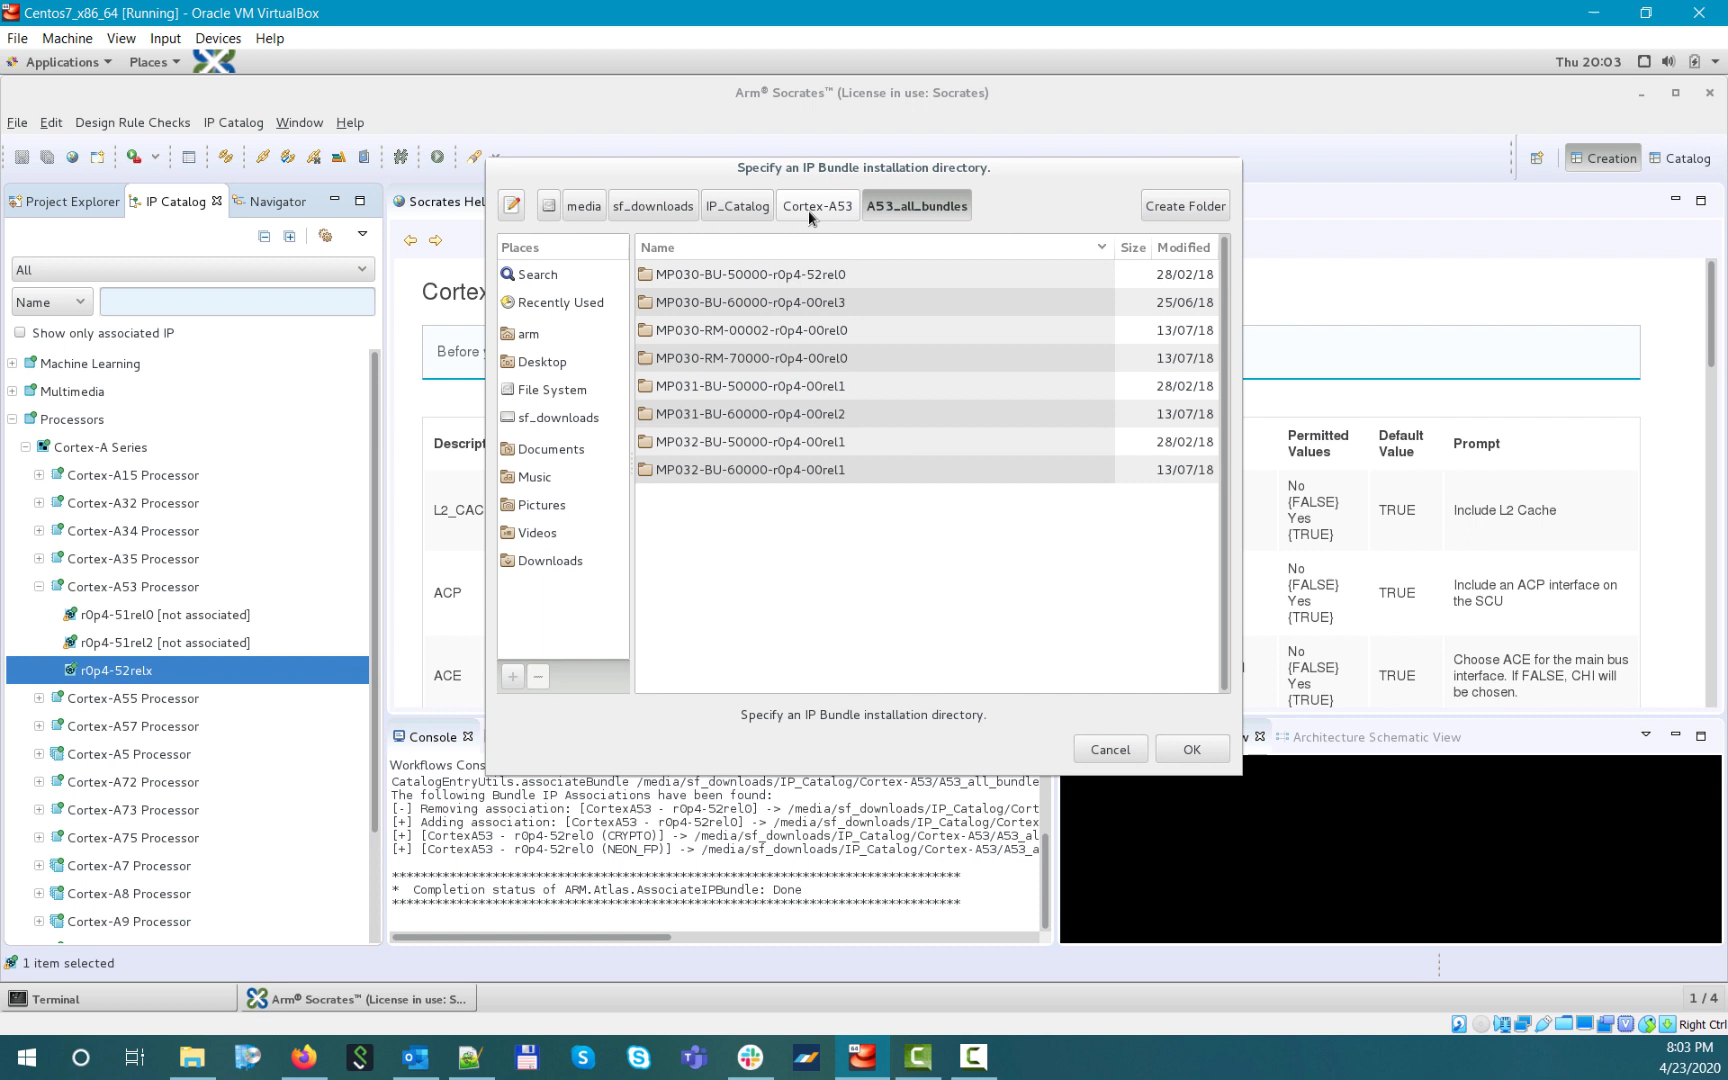 Centos7_x86_64 [Running] - Oracle VM VirtualBox
File Machine View Input Devices Help
Applications Places Thu 20:03
Arm® Socrates™ (License in use: Socrates)
File Edit Design Rule Checks IP Catalog Window Help
Creation Catalog
Project Explorer IP Catalog Navigator
All
Name
Show only associated IP
Machine Learning
Multimedia
Processors
Cortex-A Series
Cortex-A15 Processor
Cortex-A32 Processor
Cortex-A34 Processor
Cortex-A35 Processor
Cortex-A53 Processor
r0p4-51rel0 [not associated]
r0p4-51rel2 [not associated]
r0p4-52relx
Cortex-A55 Processor
Cortex-A57 Processor
Cortex-A5 Processor
Cortex-A72 Processor
Cortex-A73 Processor
Cortex-A75 Processor
Cortex-A7 Processor
Cortex-A8 Processor
Cortex-A9 Processor
1 item selected
Socrates Hel
Cortex
Before y
Descript
L2_CAC
ACP
ACE
Specify an IP Bundle installation directory.
media sf_downloads IP_Catalog Cortex-A53 A53_all_bundles Create Folder
Places
Search
Recently Used
arm
Desktop
File System
sf_downloads
Documents
Music
Pictures
Videos
Downloads
Name Size Modified
MP030-BU-50000-r0p4-52rel0 28/02/18
MP030-BU-60000-r0p4-00rel3 25/06/18
MP030-RM-00002-r0p4-00rel0 13/07/18
MP030-RM-70000-r0p4-00rel0 13/07/18
MP031-BU-50000-r0p4-00rel1 28/02/18
MP031-BU-60000-r0p4-00rel2 13/07/18
MP032-BU-50000-r0p4-00rel1 28/02/18
MP032-BU-60000-r0p4-00rel1 13/07/18
Specify an IP Bundle installation directory.
Cancel OK
Permitted
Values
Default
Value
Prompt
No
{FALSE}
Yes
{TRUE}
TRUE
Include L2 Cache
No
{FALSE}
Yes
{TRUE}
TRUE
Include an ACP interface on
the SCU
No
{FALSE}
Yes
{TRUE}
TRUE
Choose ACE for the main bus
interface. If FALSE, CHI will
be chosen.
Console
Workflows Cons
CatalogEntryUtils.associateBundle /media/sf_downloads/IP_Catalog/Cortex-A53/A53_all_bundle
The following Bundle IP Associations have been found:
[-] Removing association: [CortexA53 - r0p4-52rel0] -> /media/sf_downloads/IP_Catalog/Cort
[+] Adding association: [CortexA53 - r0p4-52rel0] -> /media/sf_downloads/IP_Catalog/Cortex
[+] [CortexA53 - r0p4-52rel0 (CRYPTO)] -> /media/sf_downloads/IP_Catalog/Cortex-A53/A53_al
[+] [CortexA53 - r0p4-52rel0 (NEON_FP)] -> /media/sf_downloads/IP_Catalog/Cortex-A53/A53_a
* Completion status of ARM.Atlas.AssociateIPBundle: Done
w Architecture Schematic View
Terminal Arm® Socrates™ (License in use: S... 1 / 4
Right Ctrl
8:03 PM
4/23/2020